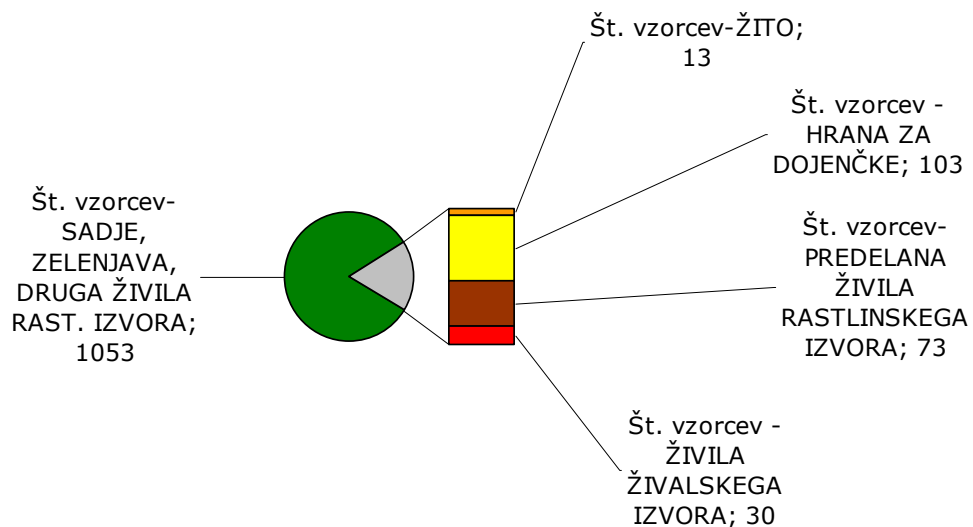 Št. vzorcev-ŽITO;
13
Št. vzorcev -
HRANA ZA
DOJENČKE; 103
Št. vzorcev-
SADJE,
ZELENJAVA,
DRUGA ŽIVILA
RAST. IZVORA;
1053
Št. vzorcev-
PREDELANA
ŽIVILA
RASTLINSKEGA
IZVORA; 73
Št. vzorcev -
ŽIVILA
ŽIVALSKEGA
IZVORA; 30